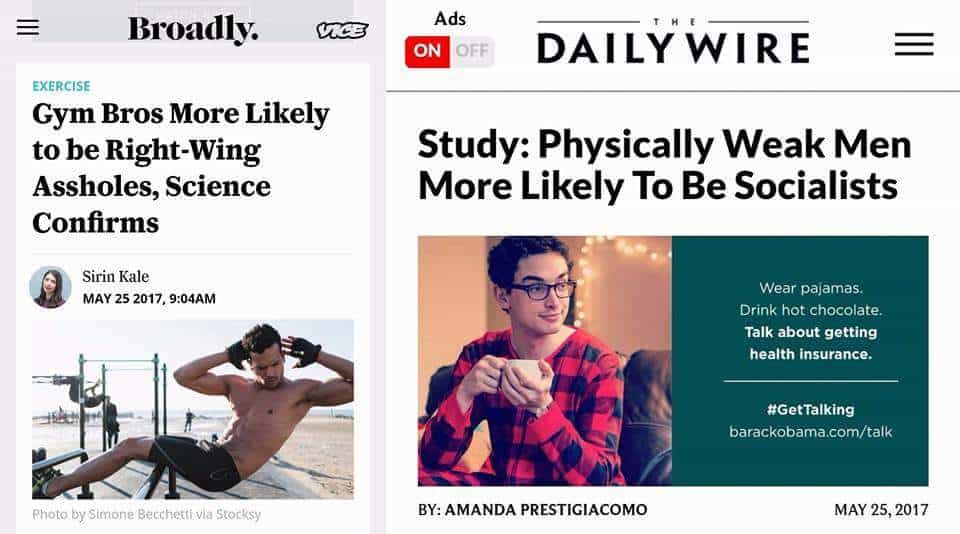 Broadly.
VICE
EXERCISE
Gym Bros More Likely
to be Right-Wing
Assholes, Science
Confirms
Sirin Kale
MAY 25 2017, 9:04AM
Photo by Simone Becchetti via Stocksy
Ads
ON OFF
THE
DAILY WIRE
Study: Physically Weak Men
More Likely To Be Socialists
Wear pajamas.
Drink hot chocolate.
Talk about getting
health insurance.
#GetTalking
barackobama.com/talk
BY: AMANDA PRESTIGIACOMO
MAY 25, 2017